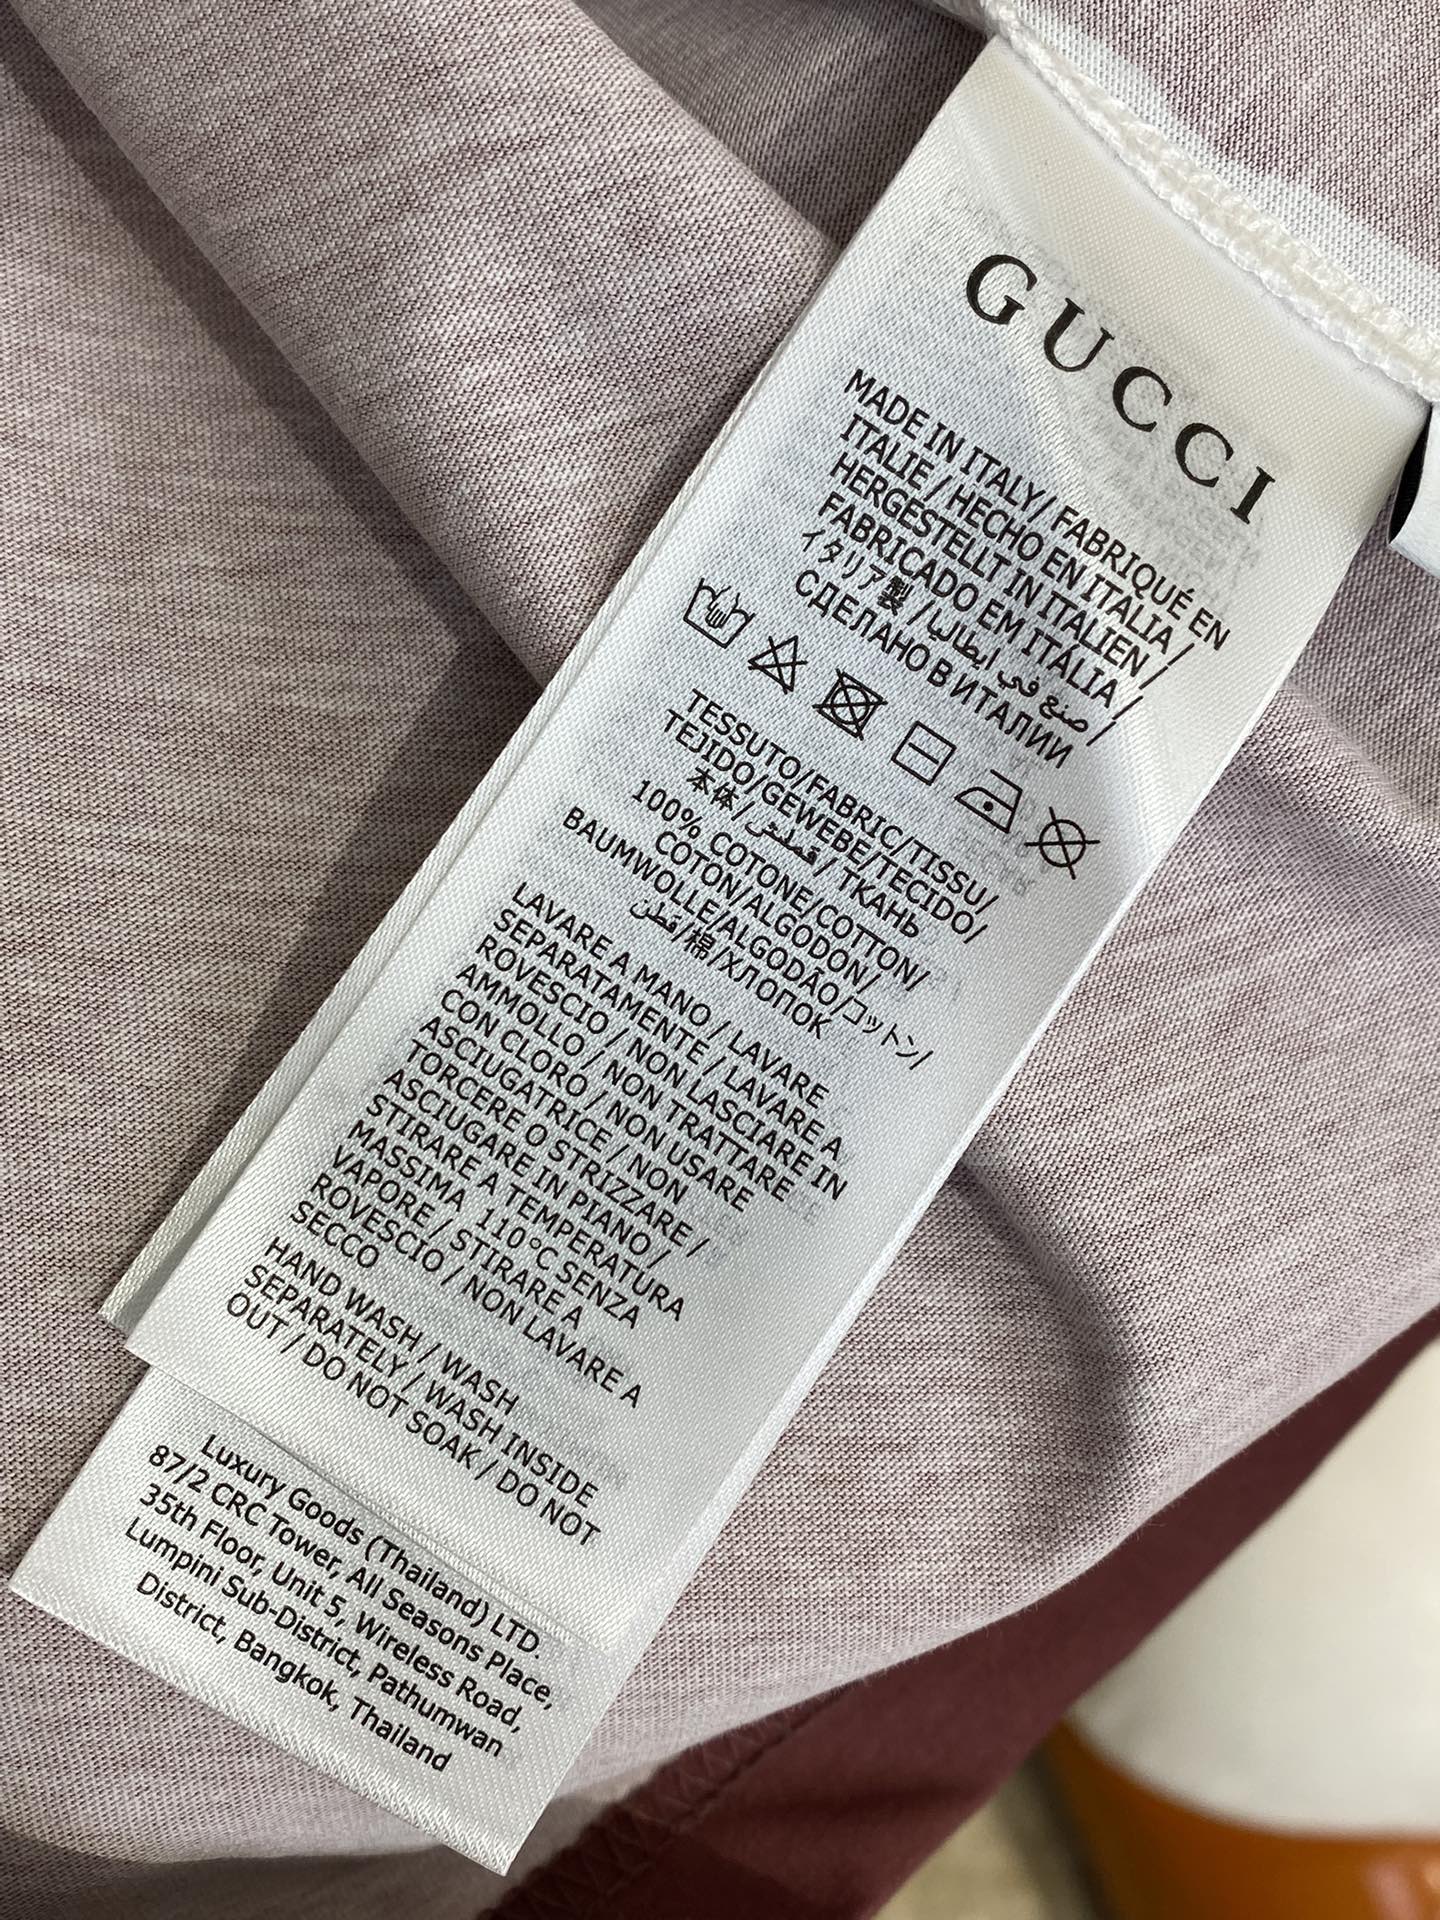 GUCCI
MADE IN ITALY/ FABRIQUÉ EN
ITALIE / HECHO EN ITALIA /
HERGESTELLT IN ITALIEN /
FABRICADO EM ITÁLIA /
イタリア製 / صنع في ايطاليا /
СДЕЛАНО В ИТАЛИИ
TESSUTO/FABRIC/TISSU/
TEJIDO/GEWEBE/TECIDO/
本体/قماش/ ТКАНЬ
100% COTONE/COTTON/
COTON/ALGODON/
BAUMWOLLE/ALGODÃO/コットン/
قطن/棉/ХЛОПОК
LAVARE A MANO / LAVARE
SEPARATAMENTE / LAVARE A
ROVESCIO / NON LASCIARE IN
AMMOLLO / NON TRATTARE
CON CLORO / NON USARE
ASCIUGATRICE / NON
TORCERE O STRIZZARE /
ASCIUGARE IN PIANO /
STIRARE A TEMPERATURA
MASSIMA 110°C SENZA
VAPORE / STIRARE A
ROVESCIO / NON LAVARE A
SECCO
HAND WASH / WASH
SEPARATELY / WASH INSIDE
OUT / DO NOT SOAK / DO NOT
Luxury Goods (Thailand) LTD.
87/2 CRC Tower, All Seasons Place,
35th Floor, Unit 5, Wireless Road,
Lumpini Sub-District, Pathumwan
District, Bangkok, Thailand